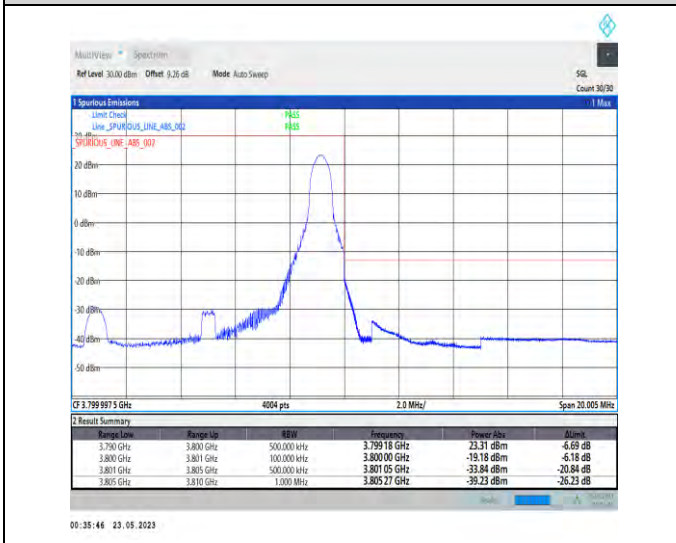 MultiView Spectrum
Ref Level 30.00 dBm Offset 9.26 dB Mode Auto Sweep SGL
Count 30/30
1 Spurious Emissions 1 Max
Limit Check PASS
Line _SPURIOUS_LINE_ABS_002 PASS
_SPURIOUS_LINE_ABS_002
20 dBm
10 dBm
0 dBm
-10 dBm
-20 dBm
-30 dBm
-40 dBm
-50 dBm
CF 3.799 997 5 GHz 4004 pts 2.0 MHz/ Span 20.005 MHz
2 Result Summary
Range Low Range Up RBW Frequency Power Abs ΔLimit
3.790 GHz 3.800 GHz 500.000 kHz 3.799 18 GHz 23.31 dBm -6.69 dB
3.800 GHz 3.801 GHz 100.000 kHz 3.800 00 GHz -19.18 dBm -6.18 dB
3.801 GHz 3.805 GHz 500.000 kHz 3.801 05 GHz -33.84 dBm -20.84 dB
3.805 GHz 3.810 GHz 1.000 MHz 3.805 27 GHz -39.23 dBm -26.23 dB
00:35:46 23.05.2023